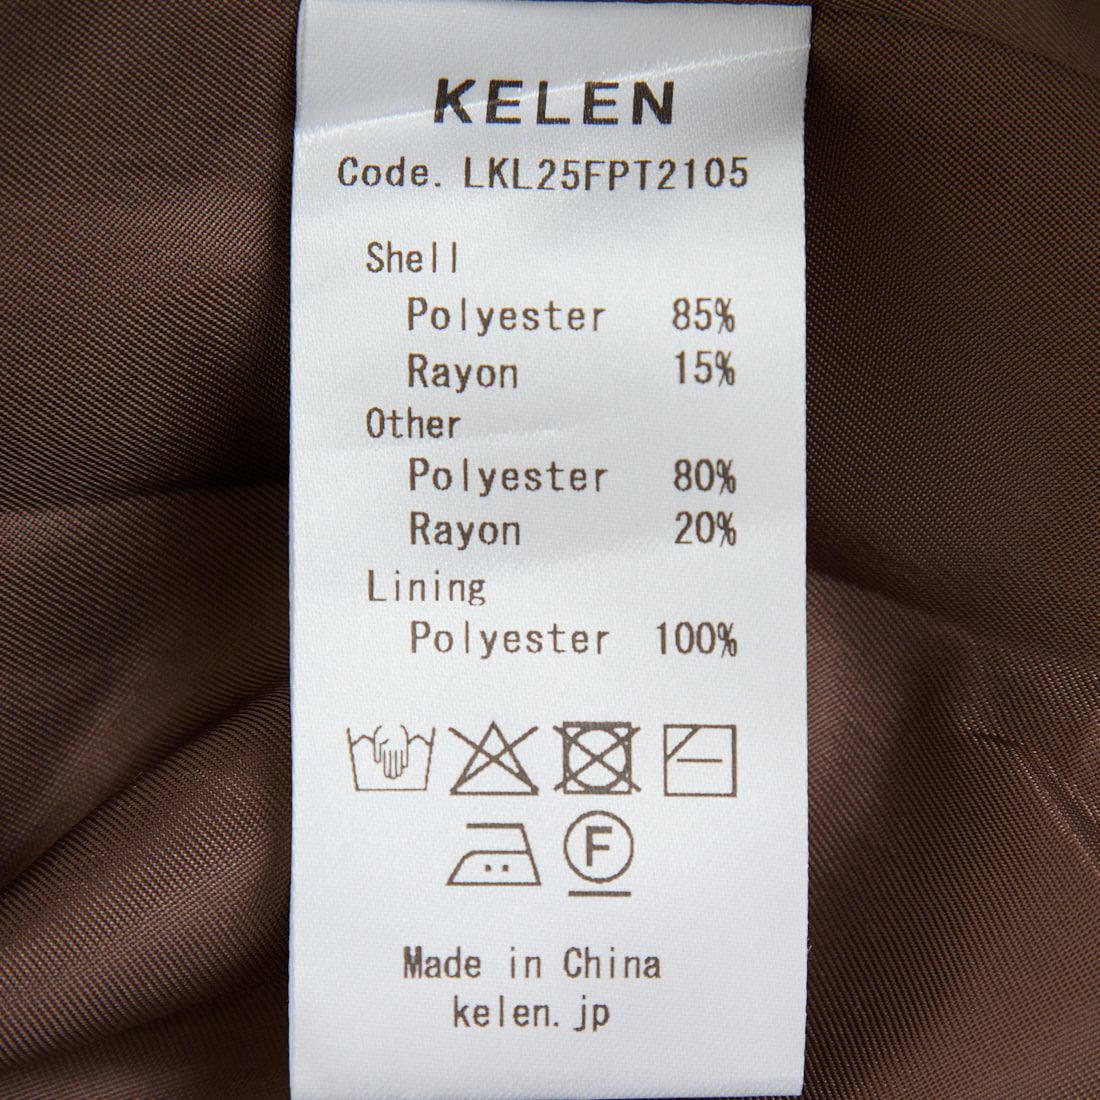 KELEN
Code. LKL25FPT2105
Shell
Polyester 85%
Rayon 15%
Other
Polyester 80%
Rayon 20%
Lining
Polyester 100%
F
Made in China
kelen.jp